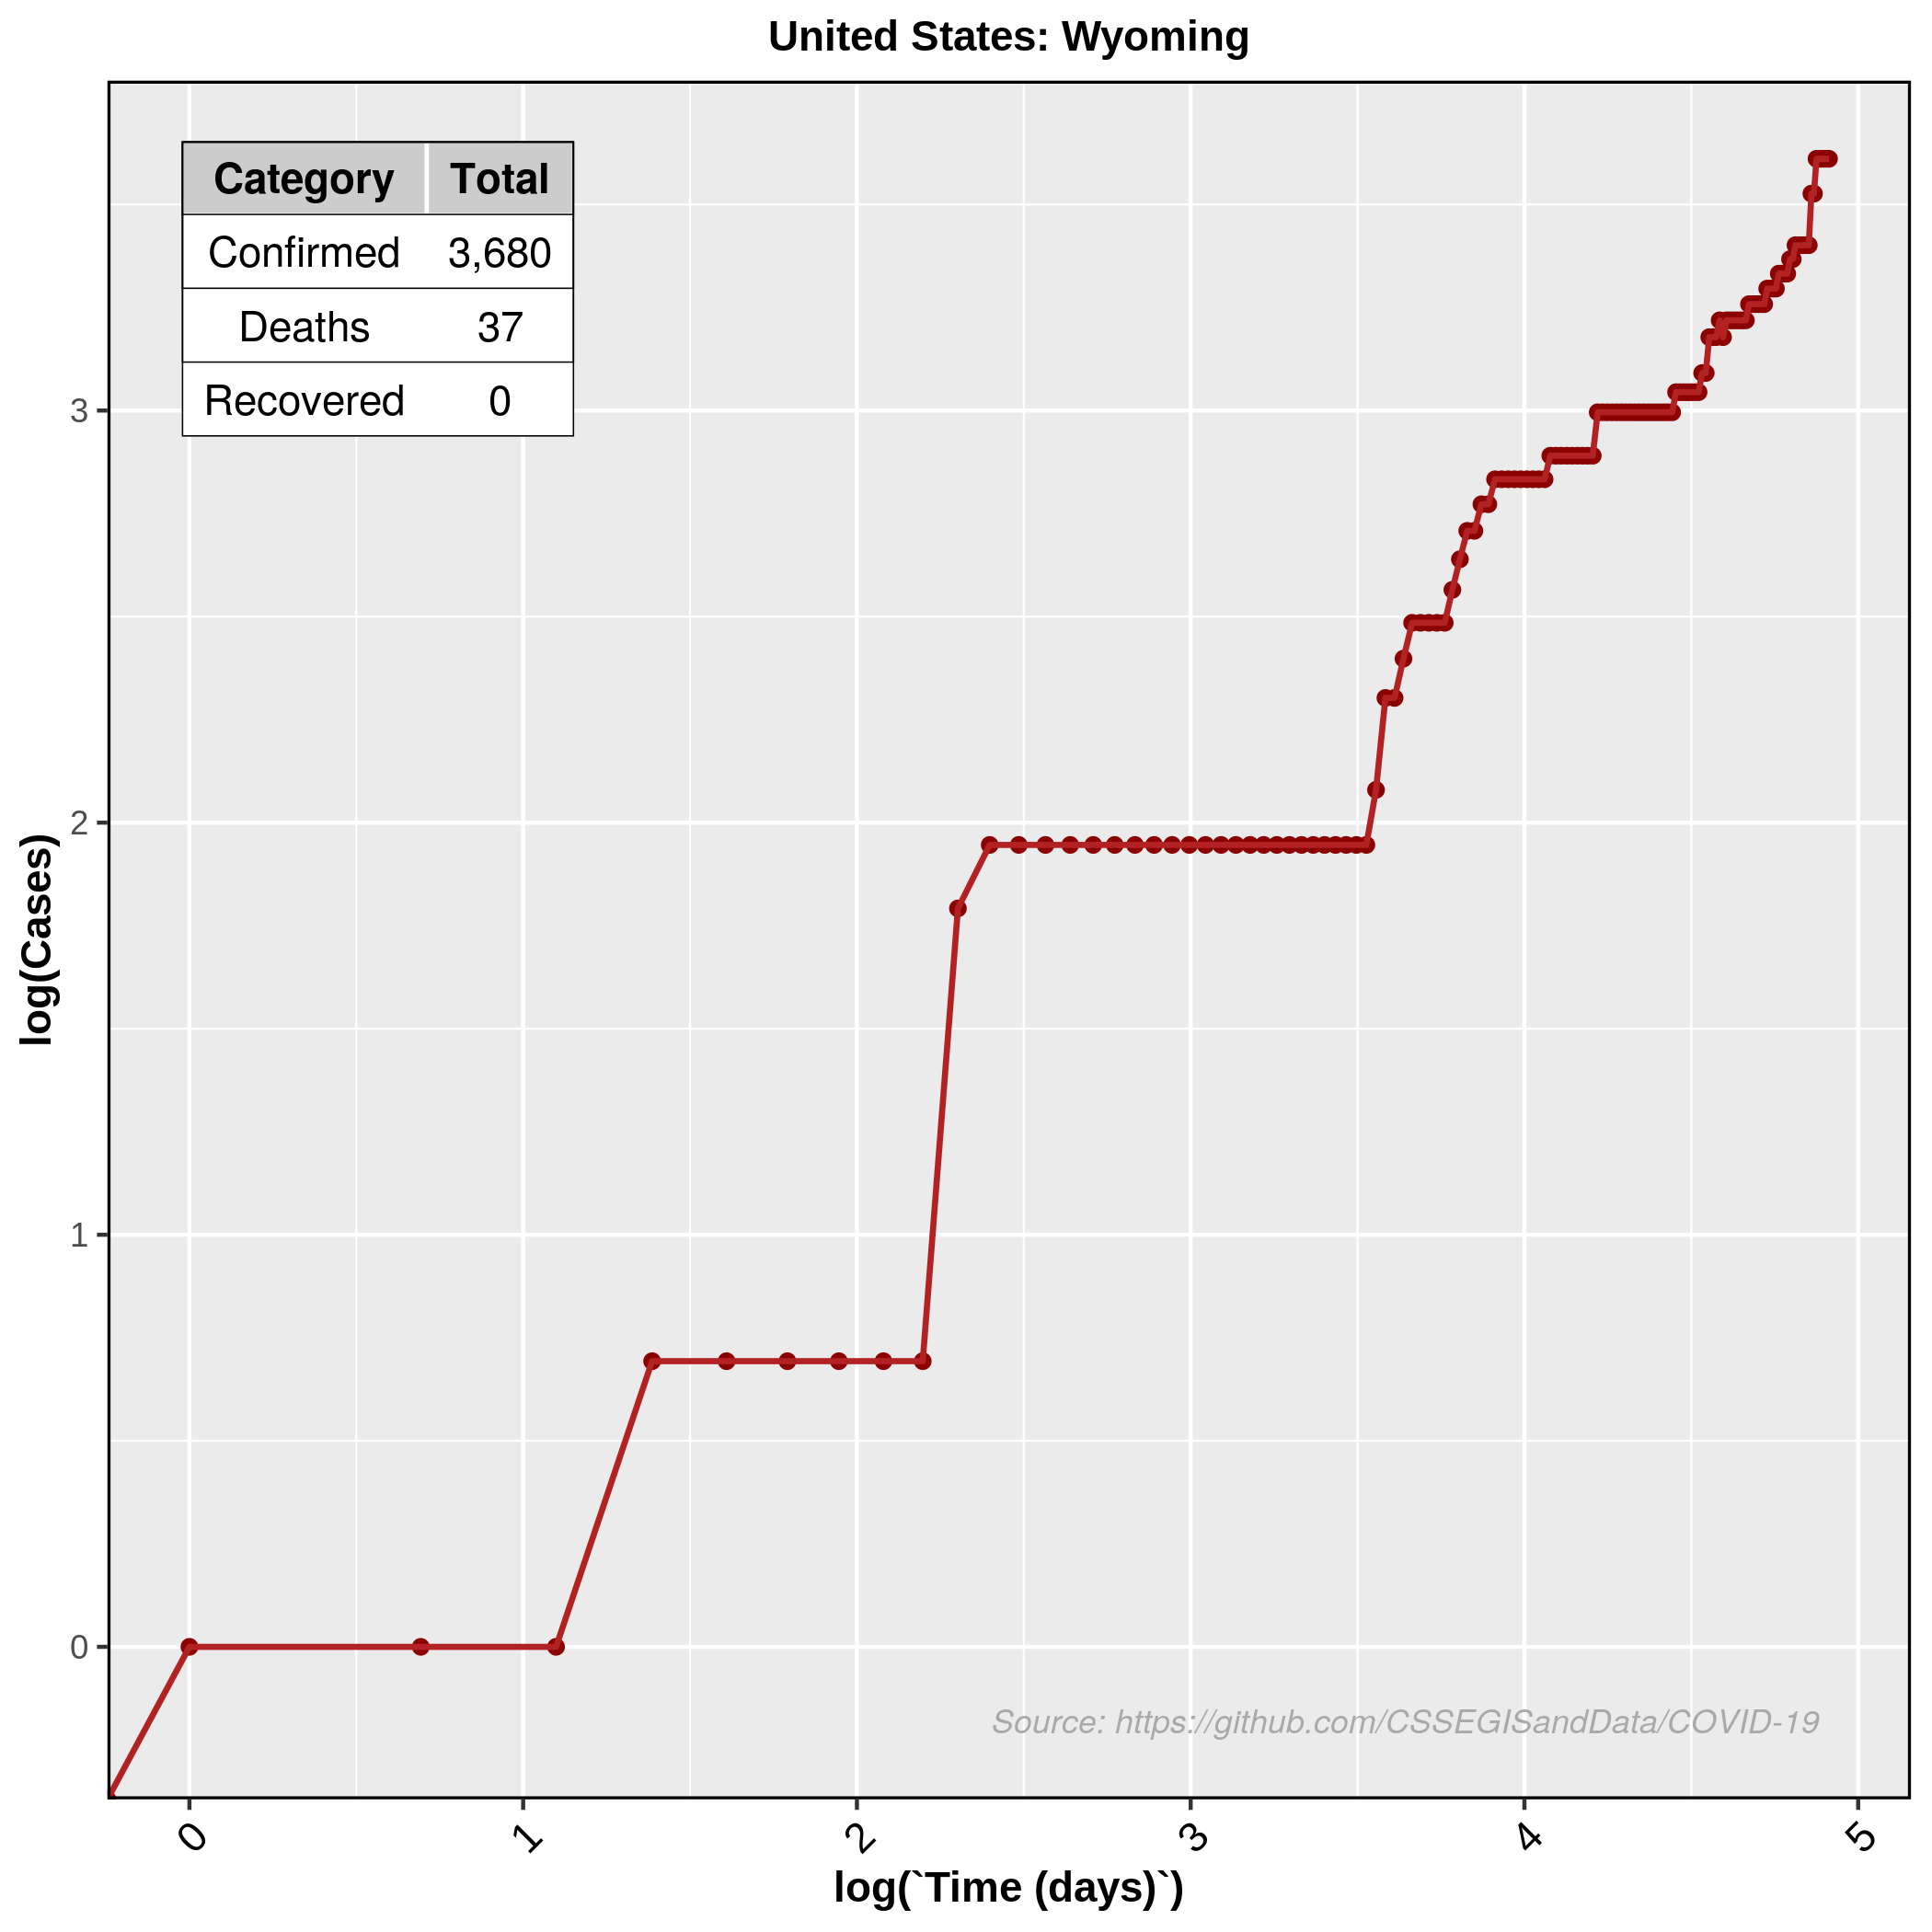 United States: Wyoming
Category Total
Confirmed 3,680
Deaths 37
Recovered 0
3
2
1
0
log(Cases)
Source: https://github.com/CSSEGISandData/COVID-19
0 1 2 3 4 5
log(`Time (days)`)